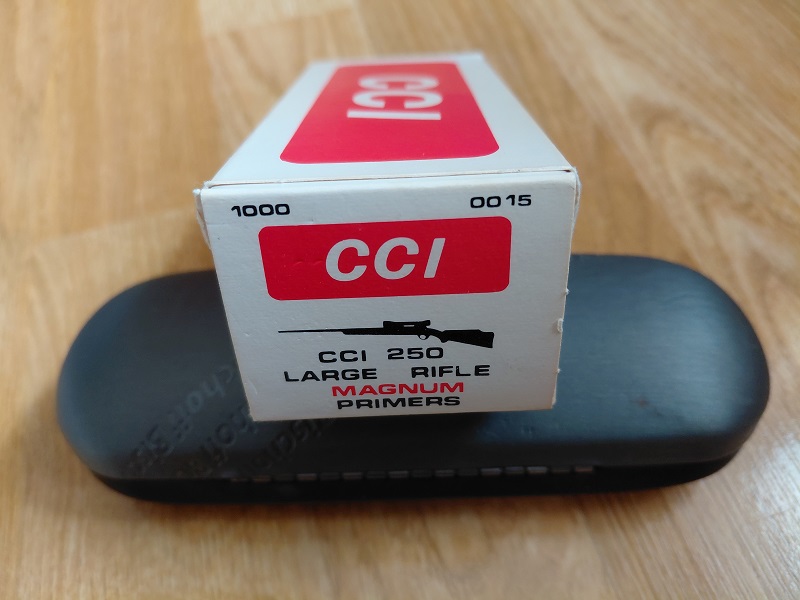 CCI
1000 0015
CCI
CCI 250
LARGE RIFLE
MAGNUM
PRIMERS